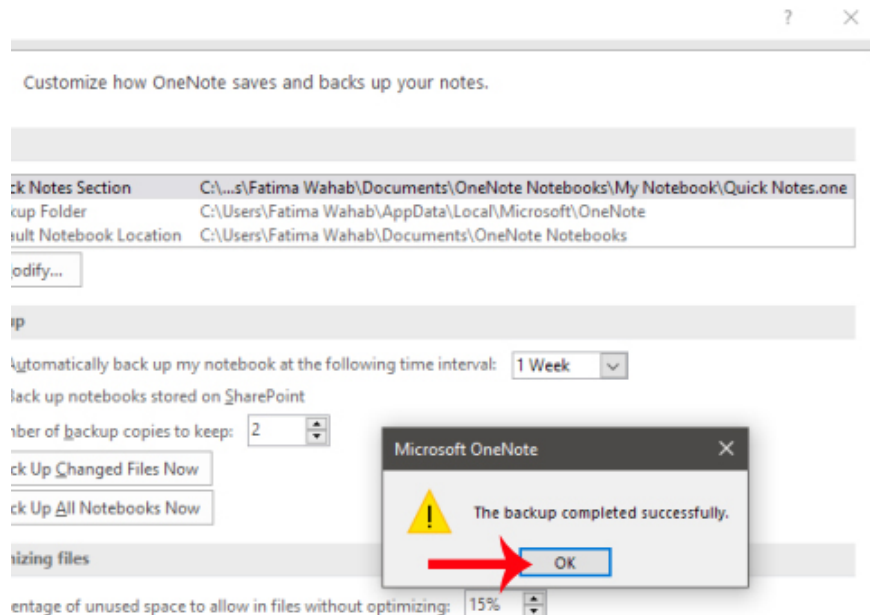 ?
Customize how OneNote saves and backs up your notes.
ck Notes Section C:\...s\Fatima Wahab\Documents\OneNote Notebooks\My Notebook\Quick Notes.one
kup Folder C:\Users\Fatima Wahab\AppData\Local\Microsoft\OneNote
ault Notebook Location C:\Users\Fatima Wahab\Documents\OneNote Notebooks
odify...
up
Automatically back up my notebook at the following time interval: 1 Week
Back up notebooks stored on SharePoint
nber of backup copies to keep: 2
Microsoft OneNote
ck Up Changed Files Now
The backup completed successfully.
ck Up All Notebooks Now
OK
nizing files
entage of unused space to allow in files without optimizing: 15%